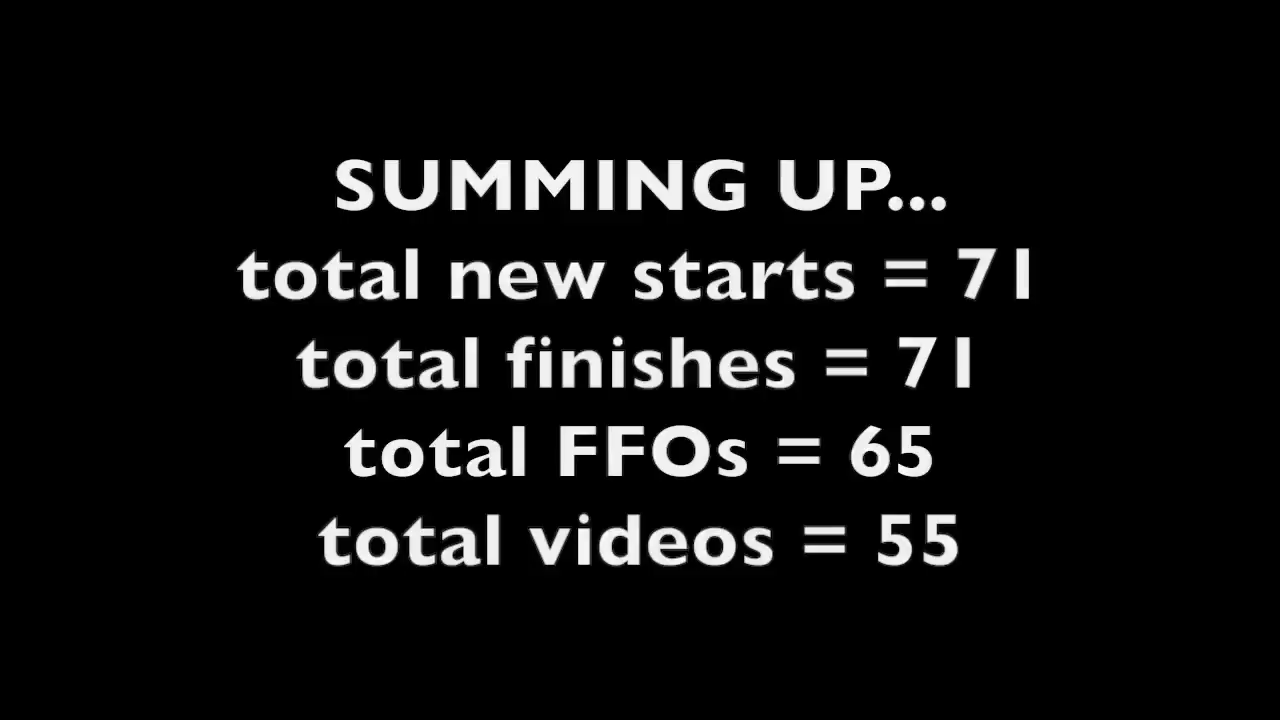 SUMMING UP...
total new starts = 71
total finishes = 71
total FFOs = 65
total videos = 55